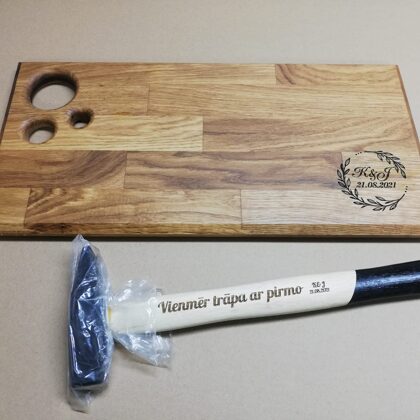 K&J
21.08.2021
Vienmēr trāpa ar pirmo
K& J
21.08.2021